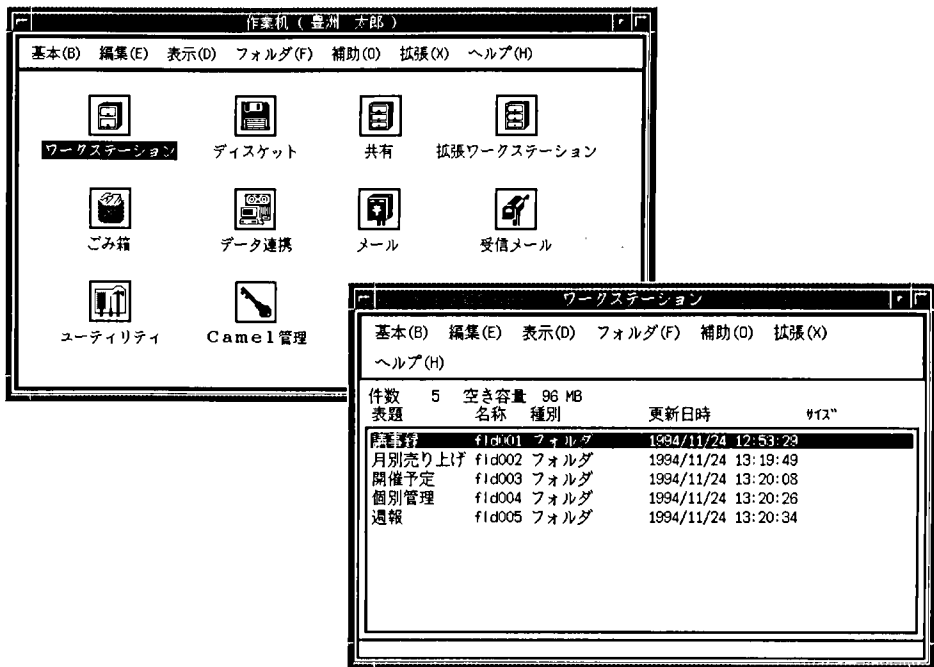 作業机 ( 豊洲 太郎 )
基本(B) 編集(E) 表示(D) フォルダ(F) 補助(O) 拡張(X) ヘルプ(H)
ワークステーション ディスケット 共有 拡張ワークステーション
ごみ箱 データ連携 メール 受信メール
ユーティリティ Camel管理
ワークステーション
基本(B) 編集(E) 表示(D) フォルダ(F) 補助(O) 拡張(X)
ヘルプ(H)
件数 5 空き容量 96 MB
表題 名称 種別 更新日時 ｻｲｽﾞ
議事録 fld001 フォルダ 1994/11/24 12:53:29
月別売り上げ fld002 フォルダ 1994/11/24 13:19:49
開催予定 fld003 フォルダ 1994/11/24 13:20:08
個別管理 fld004 フォルダ 1994/11/24 13:20:26
週報 fld005 フォルダ 1994/11/24 13:20:34